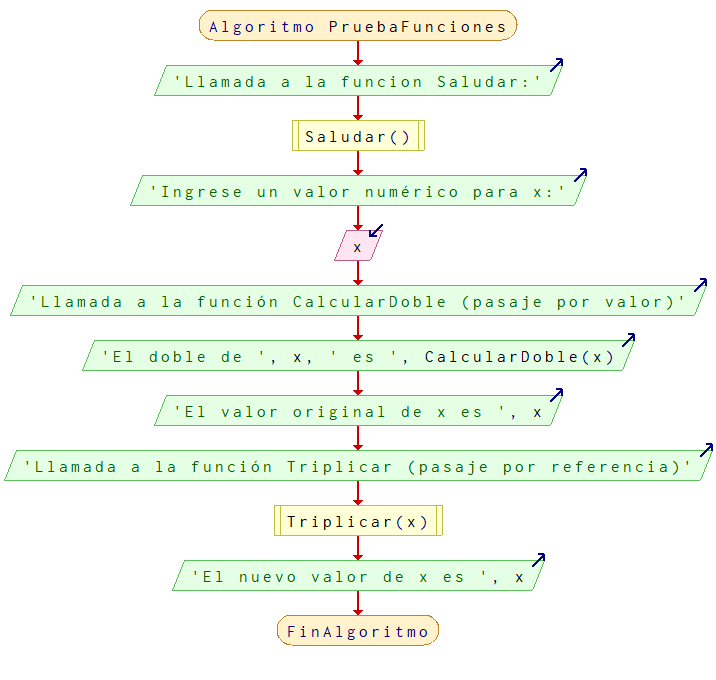 Algoritmo PruebaFunciones
'Llamada a la funcion Saludar:'
Saludar()
'Ingrese un valor numérico para x:'
x
'Llamada a la función CalcularDoble (pasaje por valor)'
'El doble de ', x, ' es ', CalcularDoble(x)
'El valor original de x es ', x
'Llamada a la función Triplicar (pasaje por referencia)'
Triplicar(x)
'El nuevo valor de x es ', x
FinAlgoritmo